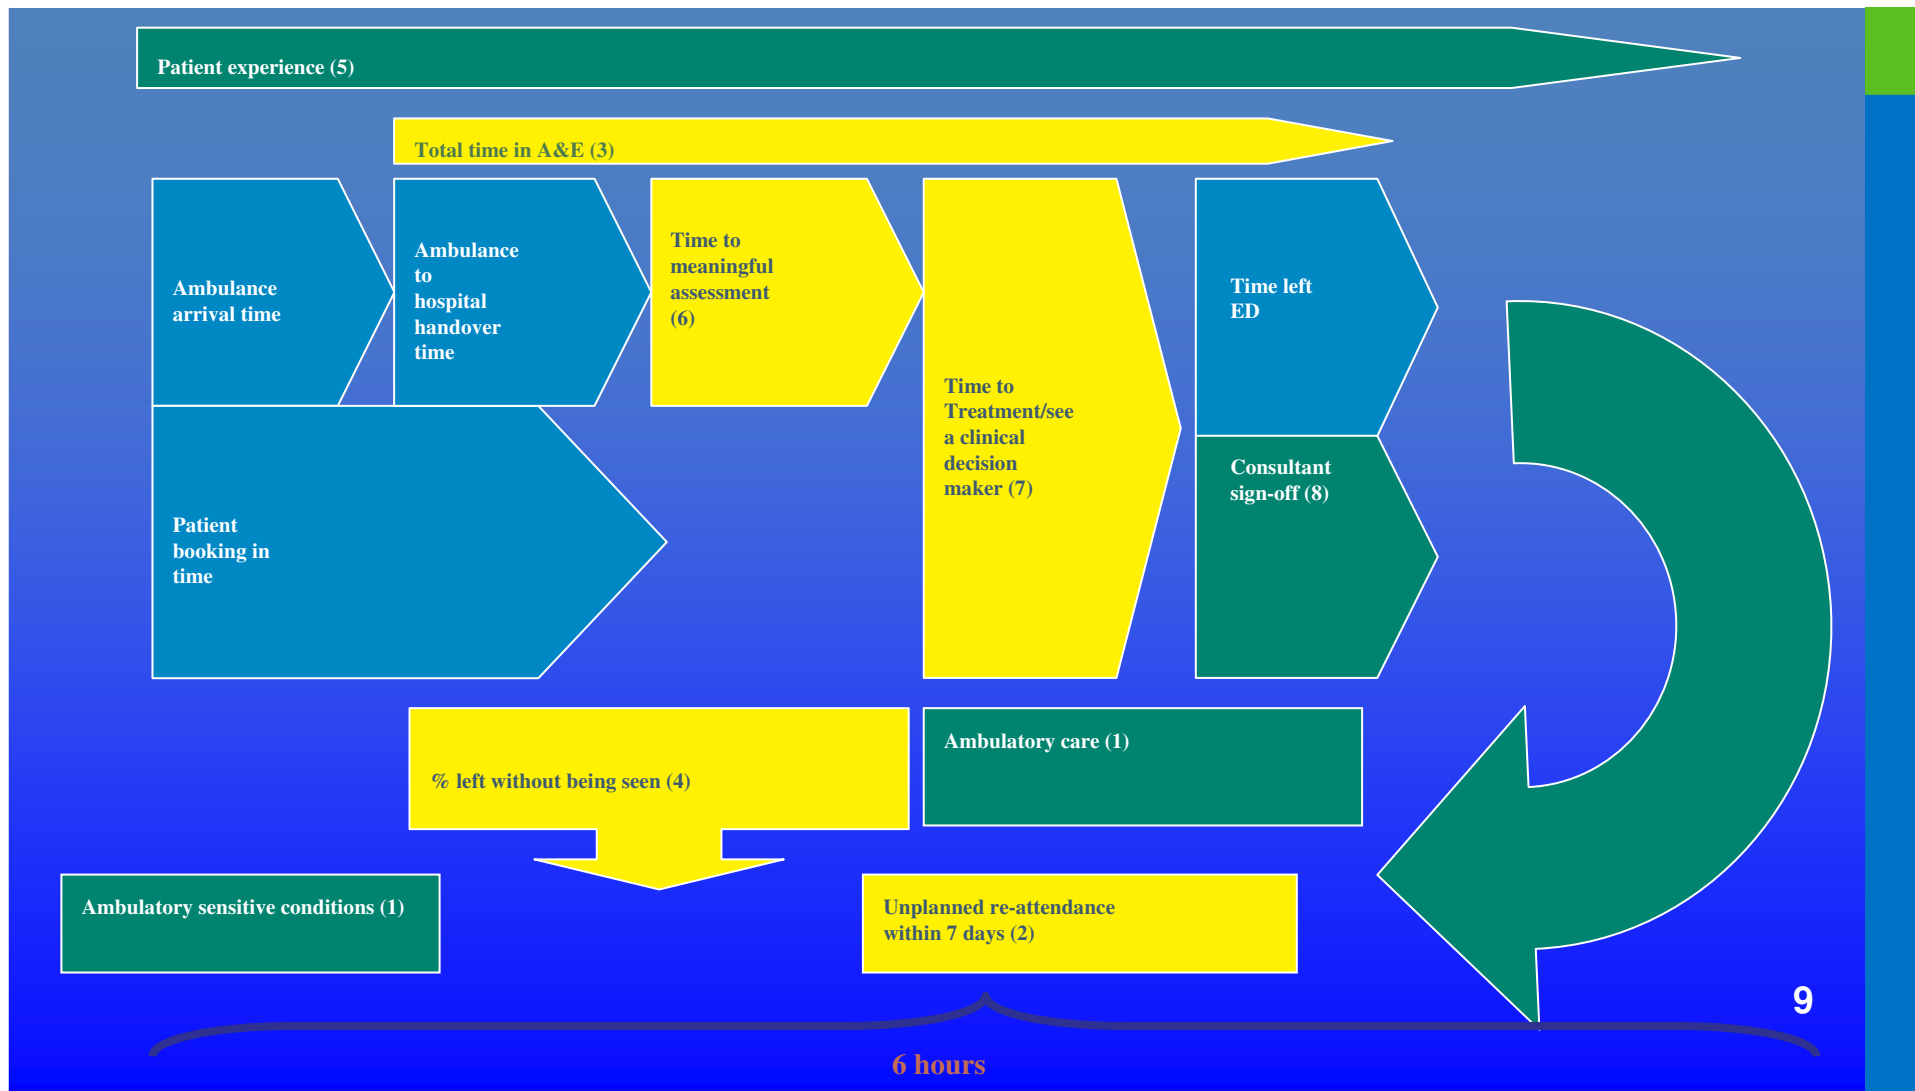 Patient experience (5)
Total time in A&E (3)
Ambulance
arrival time
Ambulance
to
hospital
handover
time
Time to
meaningful
assessment
(6)
Time to
Treatment/see
a clinical
decision
maker (7)
Time left
ED
Consultant
sign-off (8)
Patient
booking in
time
% left without being seen (4)
Ambulatory care (1)
Ambulatory sensitive conditions (1)
Unplanned re-attendance
within 7 days (2)
9
6 hours